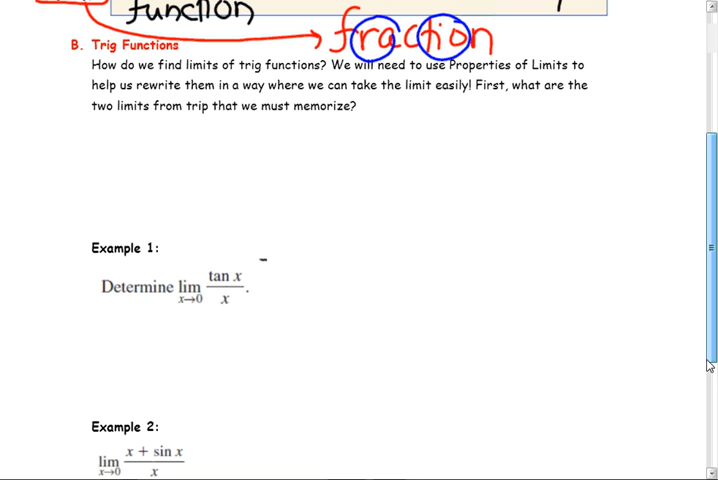 function
fraction
B. Trig Functions
How do we find limits of trig functions? We will need to use Properties of Limits to
help us rewrite them in a way where we can take the limit easily! First, what are the
two limits from trip that we must memorize?
Example 1:
Determine lim x→0 tan x / x.
Example 2:
lim x→0 x + sin x / x